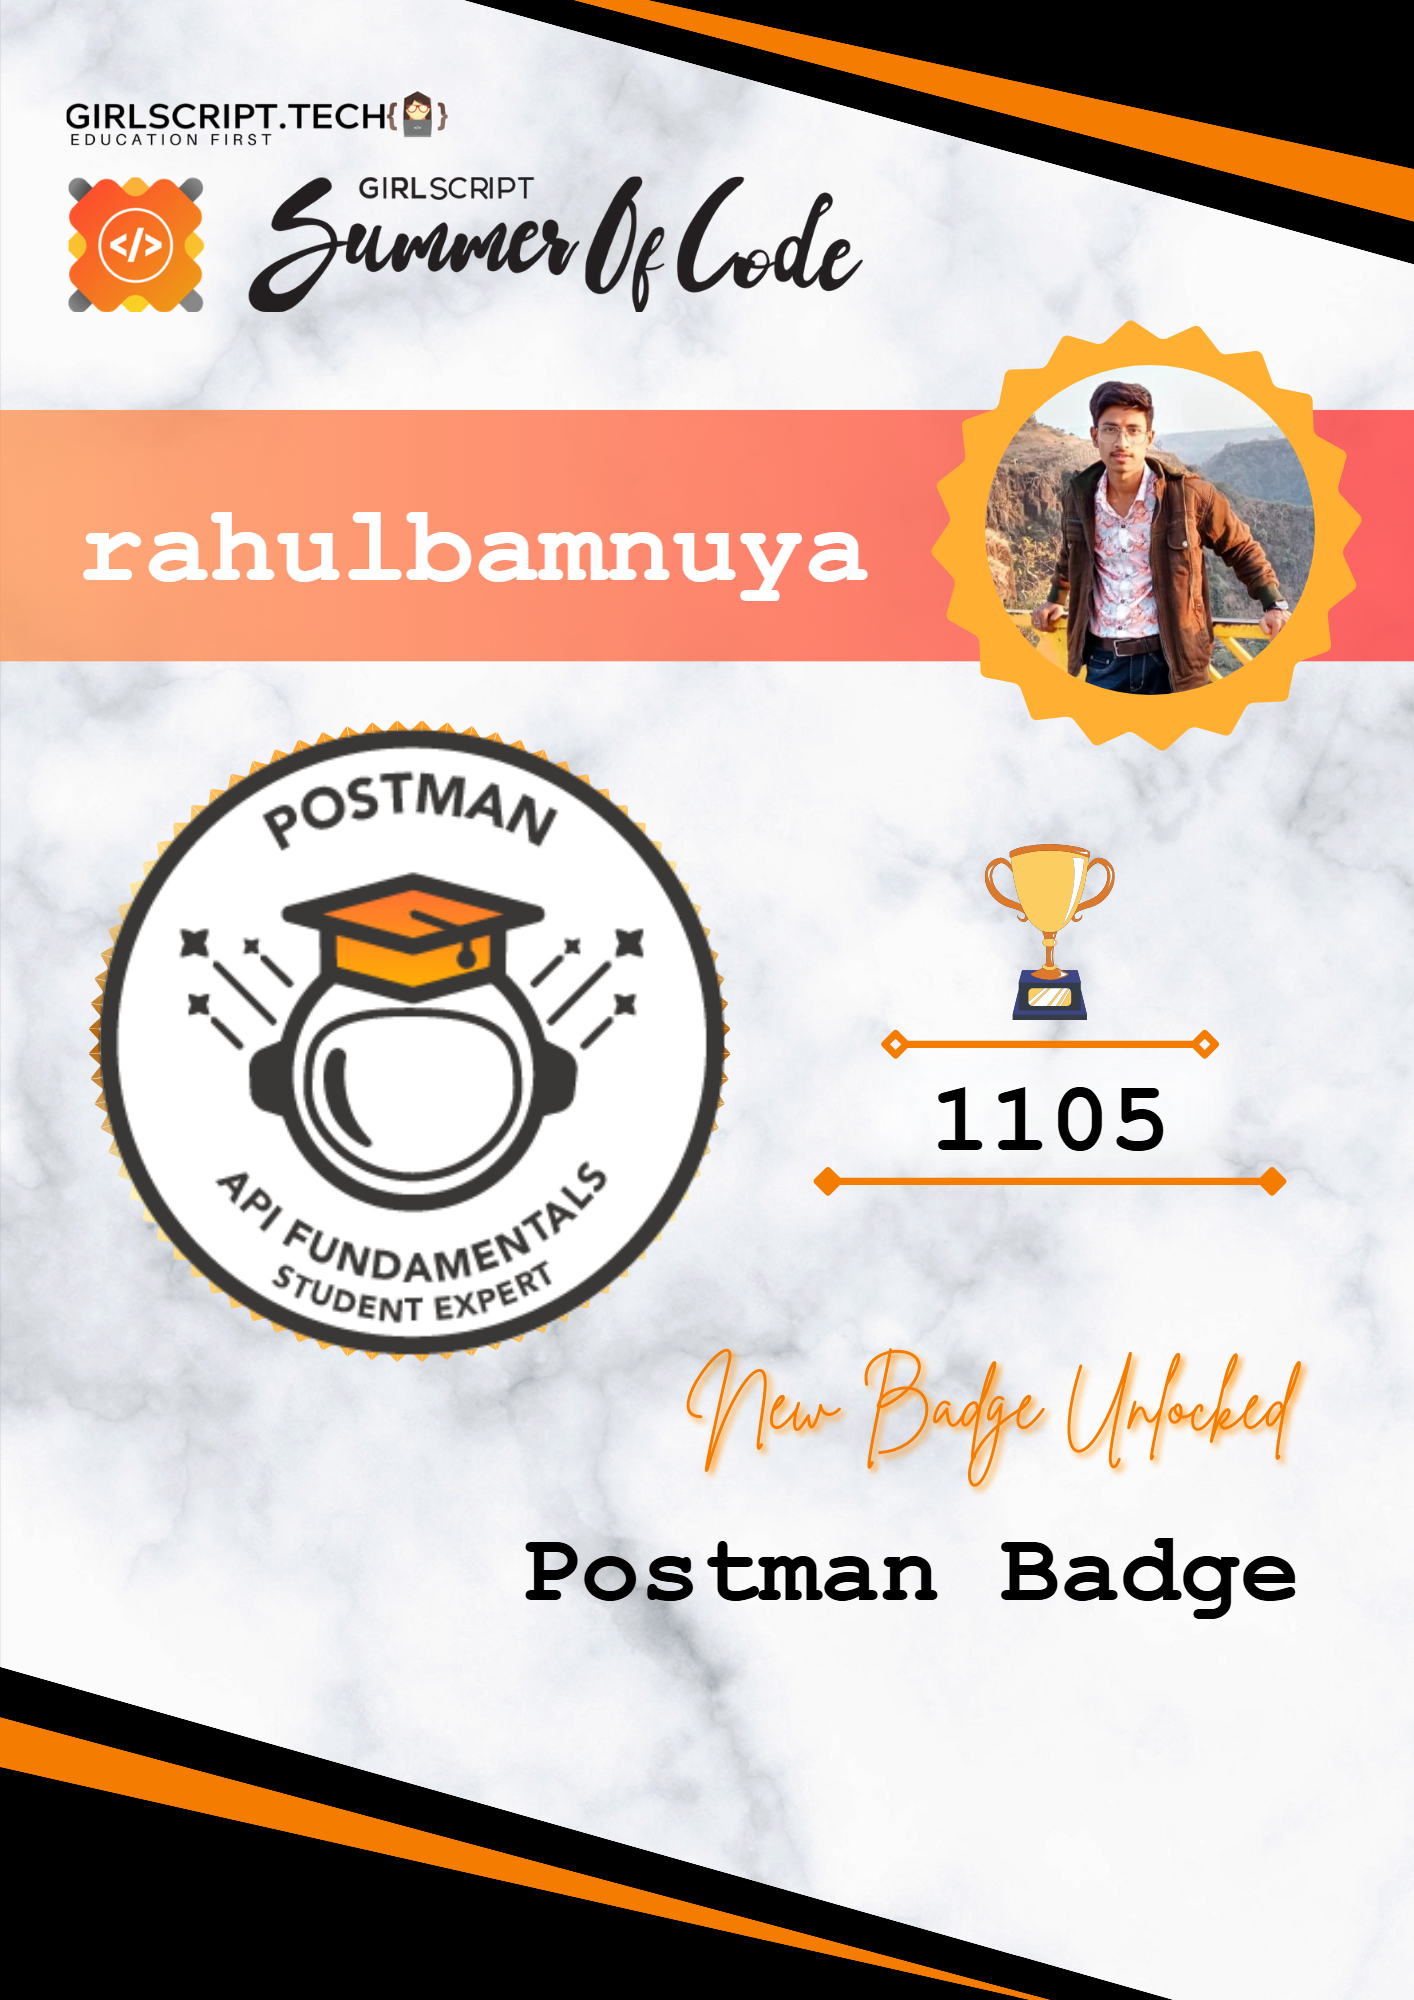 GIRLSCRIPT.TECH{ }
EDUCATION FIRST
</>
GIRLSCRIPT
Summer Of Code
rahulbamnuya
POSTMAN
API FUNDAMENTALS
STUDENT EXPERT
1105
New Badge Unlocked
Postman Badge